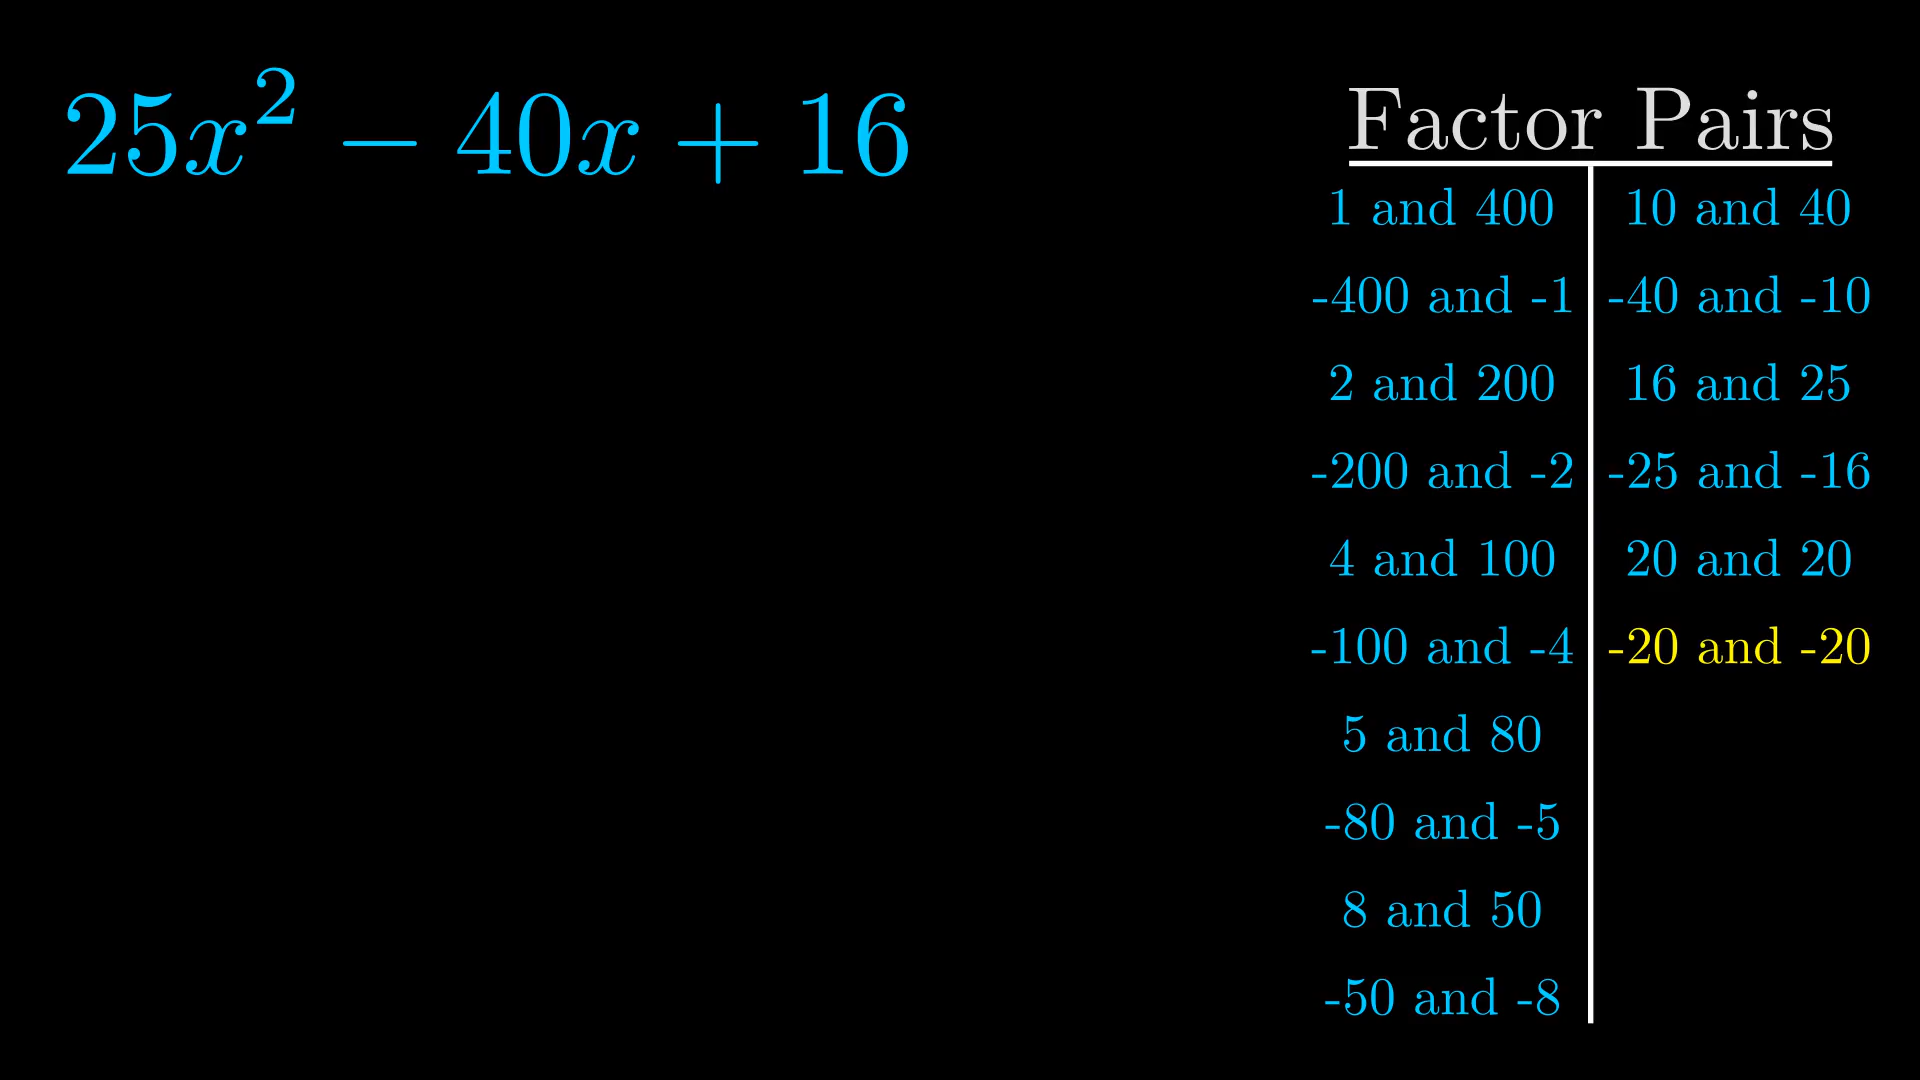 25x² − 40x + 16
Factor Pairs
1 and 400
-400 and -1
2 and 200
-200 and -2
4 and 100
-100 and -4
5 and 80
-80 and -5
8 and 50
-50 and -8
10 and 40
-40 and -10
16 and 25
-25 and -16
20 and 20
-20 and -20